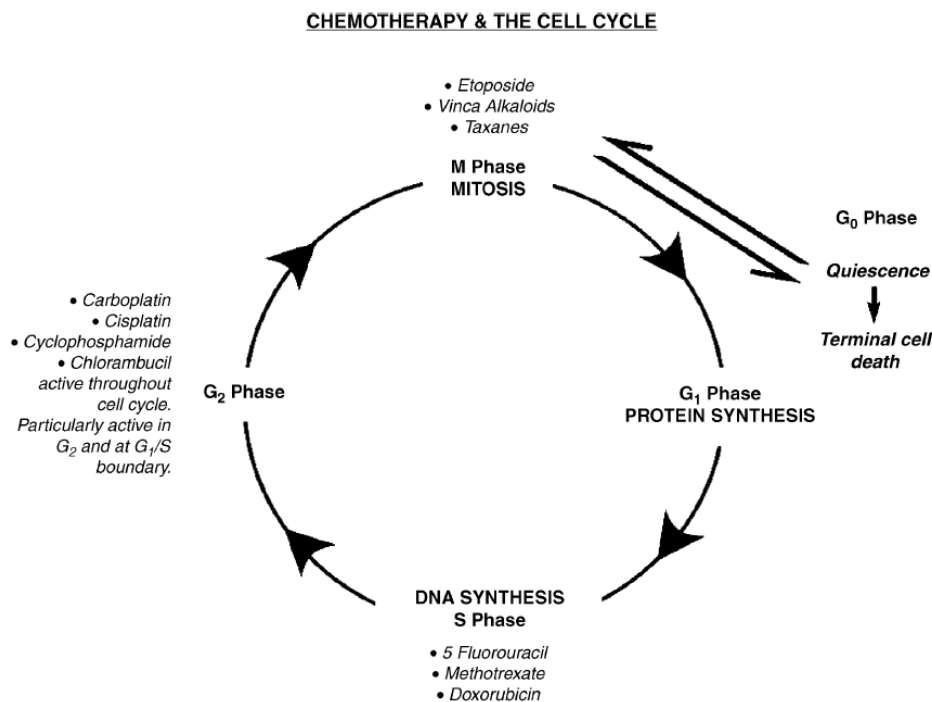 CHEMOTHERAPY & THE CELL CYCLE
• Etoposide
• Vinca Alkaloids
• Taxanes
M Phase
MITOSIS
G₀ Phase
Quiescence
Terminal cell
death
• Carboplatin
• Cisplatin
• Cyclophosphamide
• Chlorambucil
active throughout
cell cycle.
Particularly active in
G₂ and at G₁/S
boundary.
G₂ Phase
G₁ Phase
PROTEIN SYNTHESIS
DNA SYNTHESIS
S Phase
• 5 Fluorouracil
• Methotrexate
• Doxorubicin